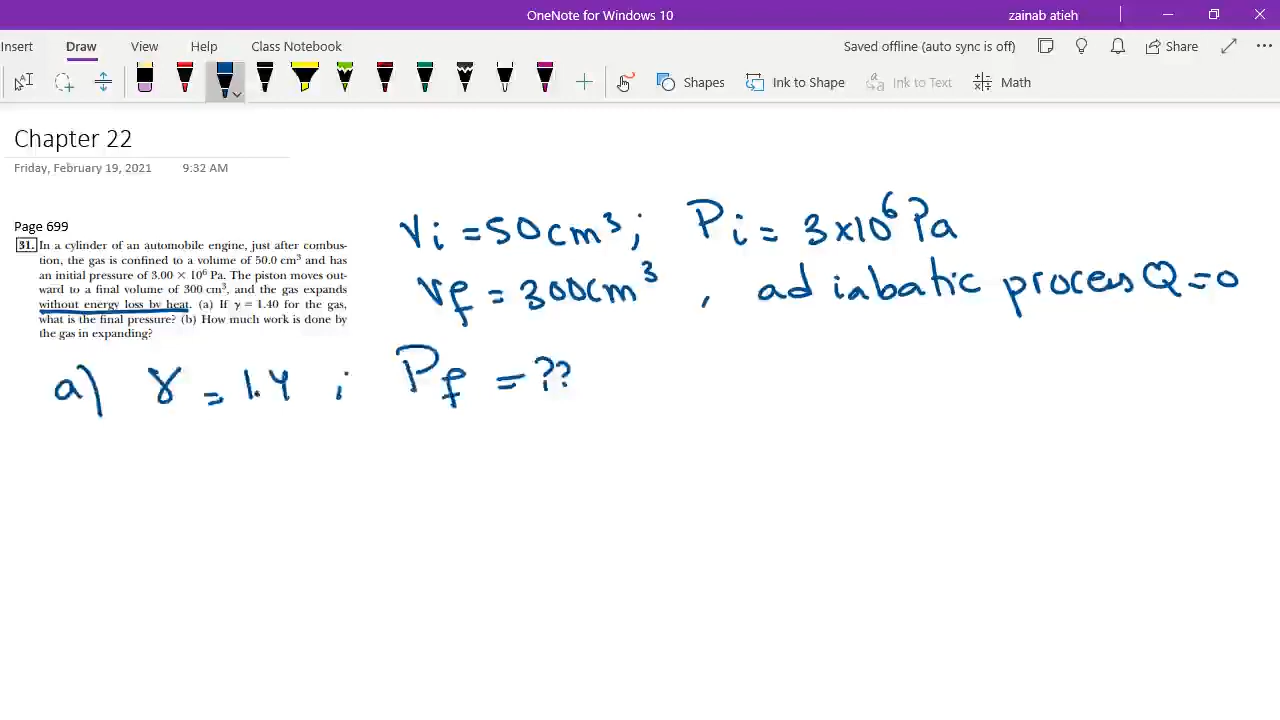 OneNote for Windows 10
zainab atieh
Insert Draw View Help Class Notebook
Saved offline (auto sync is off)
Share
Shapes
Ink to Shape
Ink to Text
Math
Chapter 22
Friday, February 19, 2021 9:32 AM
Page 699
31. In a cylinder of an automobile engine, just after combus-
tion, the gas is confined to a volume of 50.0 cm³ and has
an initial pressure of 3.00 × 10⁶ Pa. The piston moves out-
ward to a final volume of 300 cm³, and the gas expands
without energy loss by heat. (a) If γ = 1.40 for the gas,
what is the final pressure? (b) How much work is done by
the gas in expanding?
Vi = 50cm³; Pi = 3x10⁶ Pa
Vf = 300cm³ , adiabatic process Q=0
a) γ = 1.4 ; Pf = ??